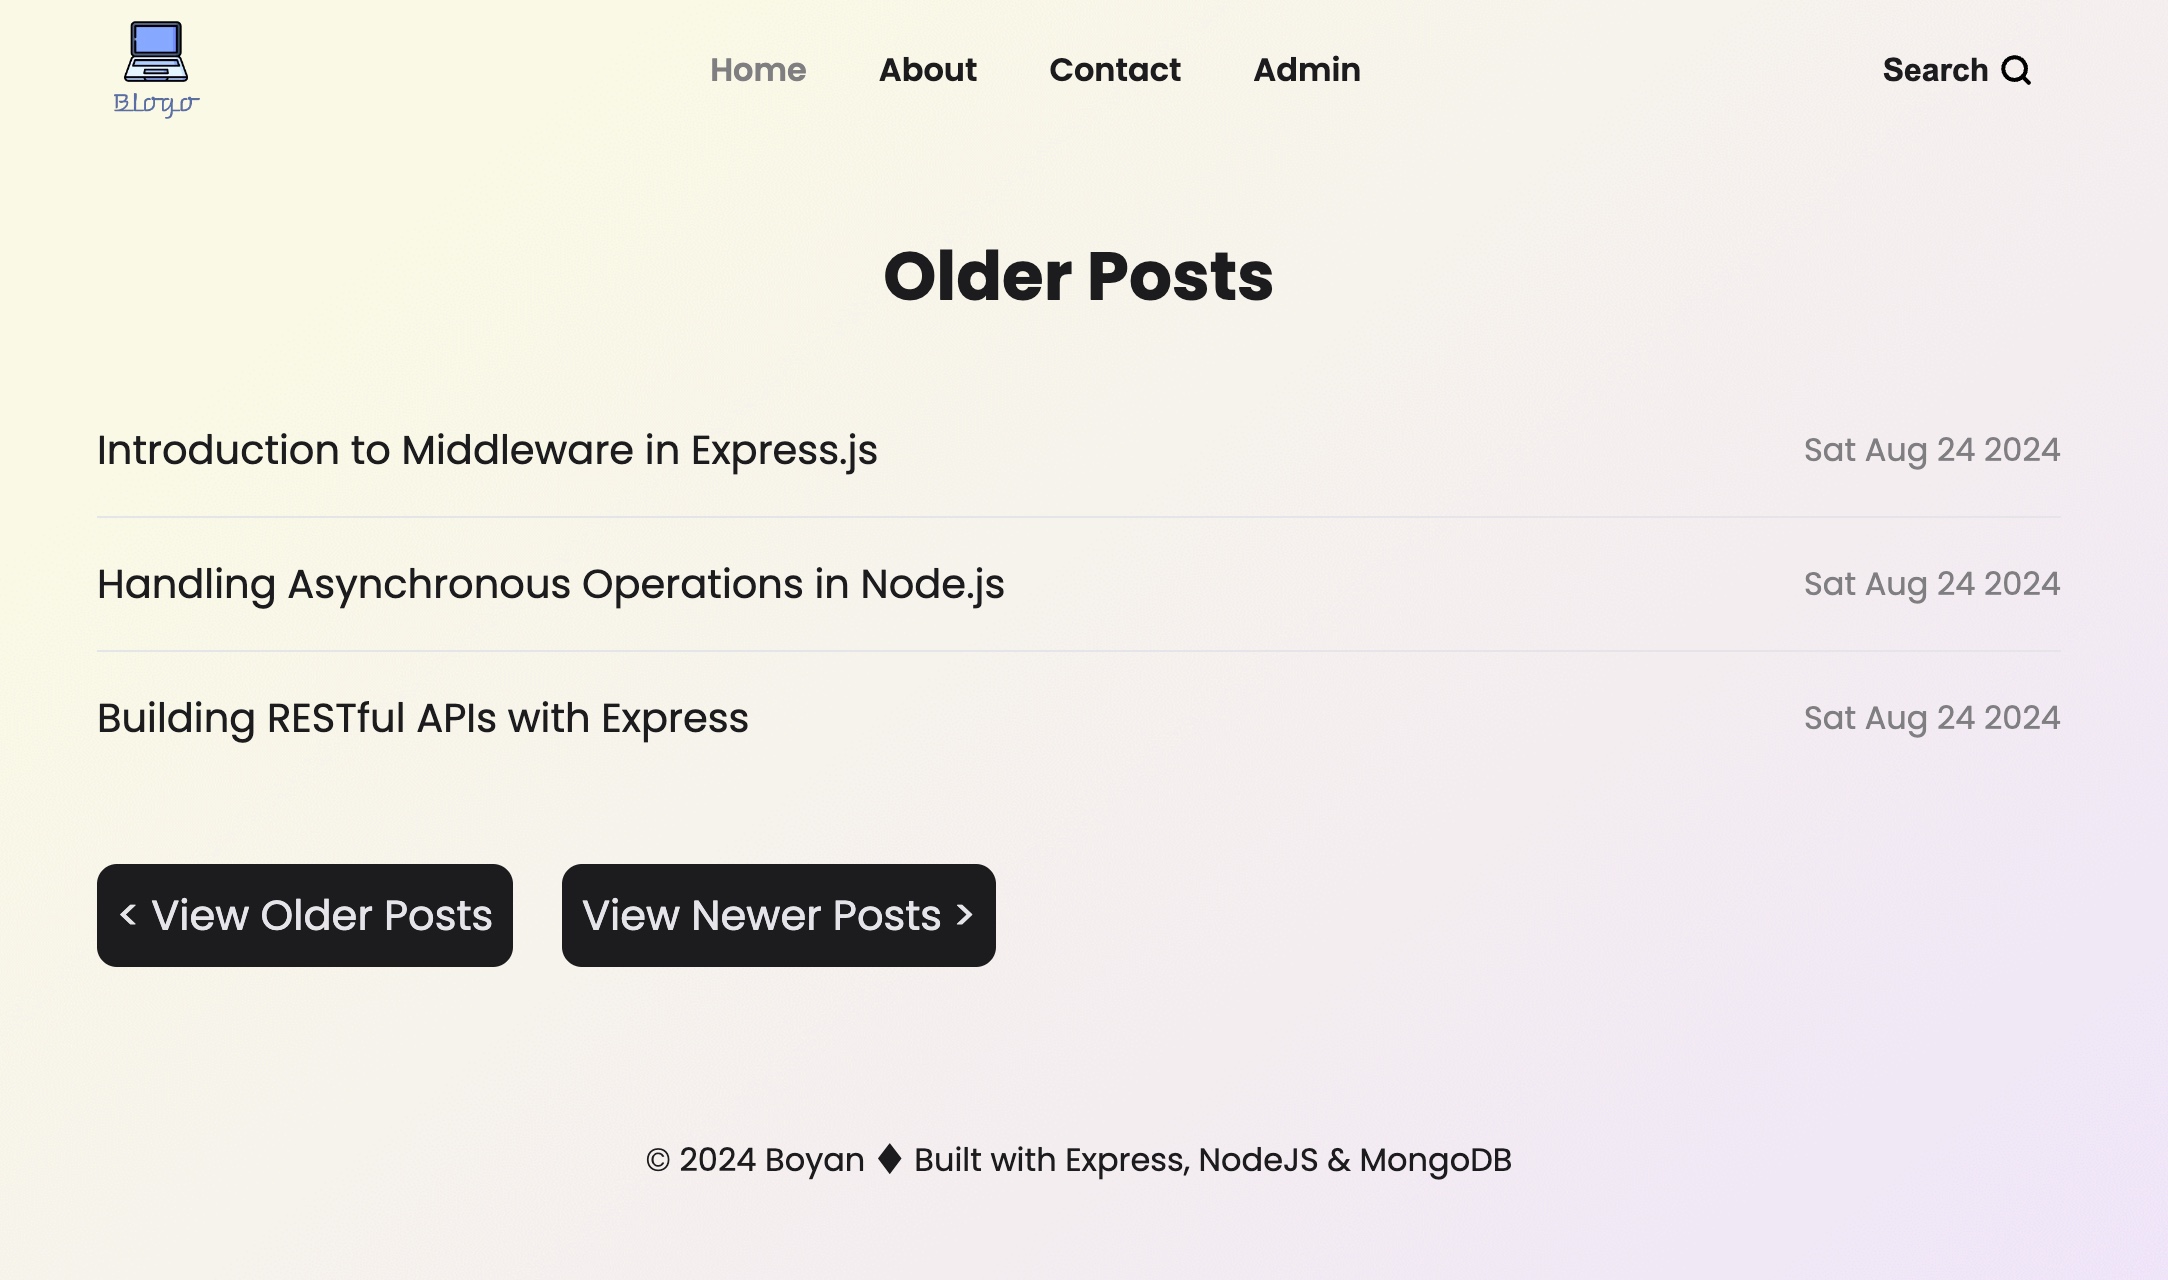 Blogo
Home About Contact Admin Search
Older Posts
Introduction to Middleware in Express.js Sat Aug 24 2024
Handling Asynchronous Operations in Node.js Sat Aug 24 2024
Building RESTful APIs with Express Sat Aug 24 2024
< View Older Posts View Newer Posts >
© 2024 Boyan ♦ Built with Express, NodeJS & MongoDB